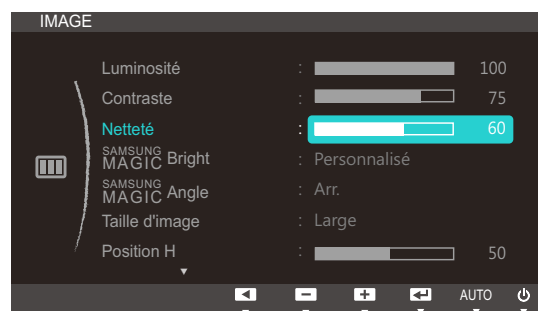 IMAGE
Luminosité : 100
Contraste : 75
Netteté : 60
SAMSUNG MAGIC Bright : Personnalisé
SAMSUNG MAGIC Angle : Arr.
Taille d'image : Large
Position H : 50
AUTO